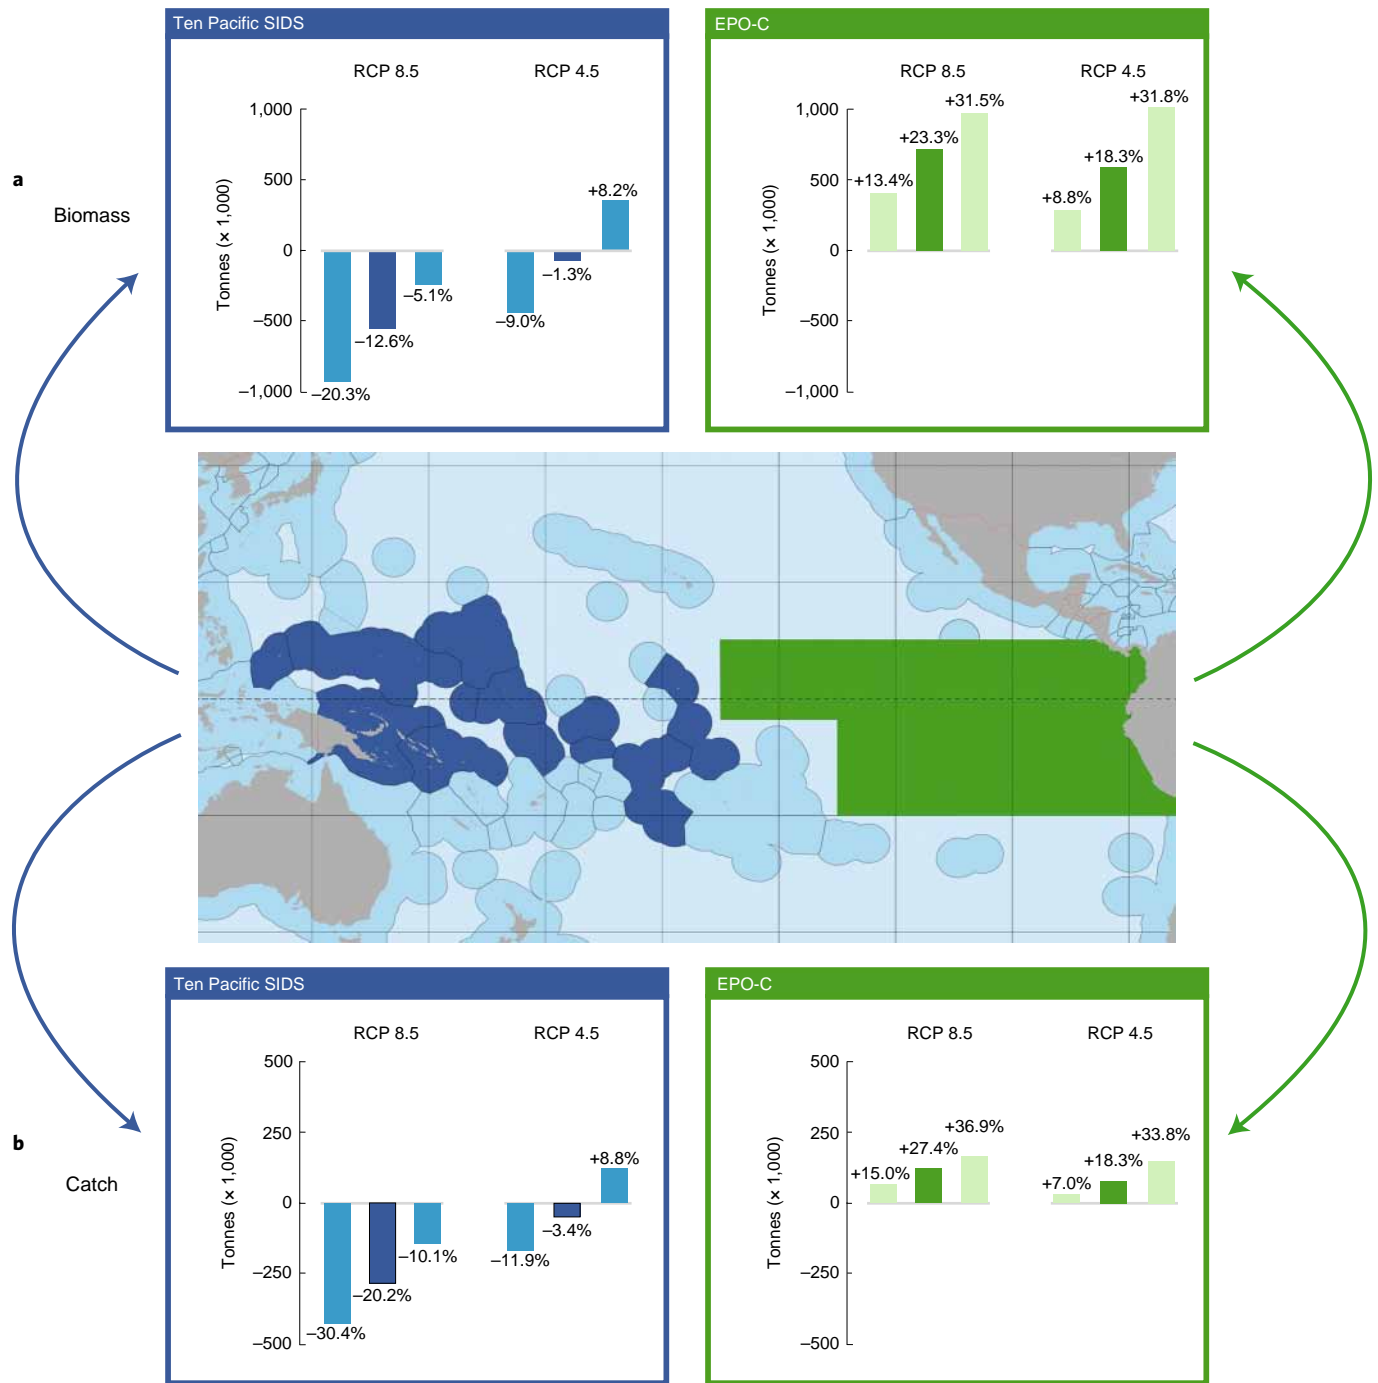 Ten Pacific SIDS
RCP 8.5
RCP 4.5
1,000
500
0
–500
–1,000
Tonnes (× 1,000)
–20.3%
–12.6%
–5.1%
–9.0%
–1.3%
+8.2%
EPO-C
RCP 8.5
RCP 4.5
1,000
500
0
–500
–1,000
Tonnes (× 1,000)
+13.4%
+23.3%
+31.5%
+8.8%
+18.3%
+31.8%
a
Biomass
Ten Pacific SIDS
RCP 8.5
RCP 4.5
500
250
0
–250
–500
Tonnes (× 1,000)
–30.4%
–20.2%
–10.1%
–11.9%
–3.4%
+8.8%
EPO-C
RCP 8.5
RCP 4.5
500
250
0
–250
–500
Tonnes (× 1,000)
+15.0%
+27.4%
+36.9%
+7.0%
+18.3%
+33.8%
b
Catch